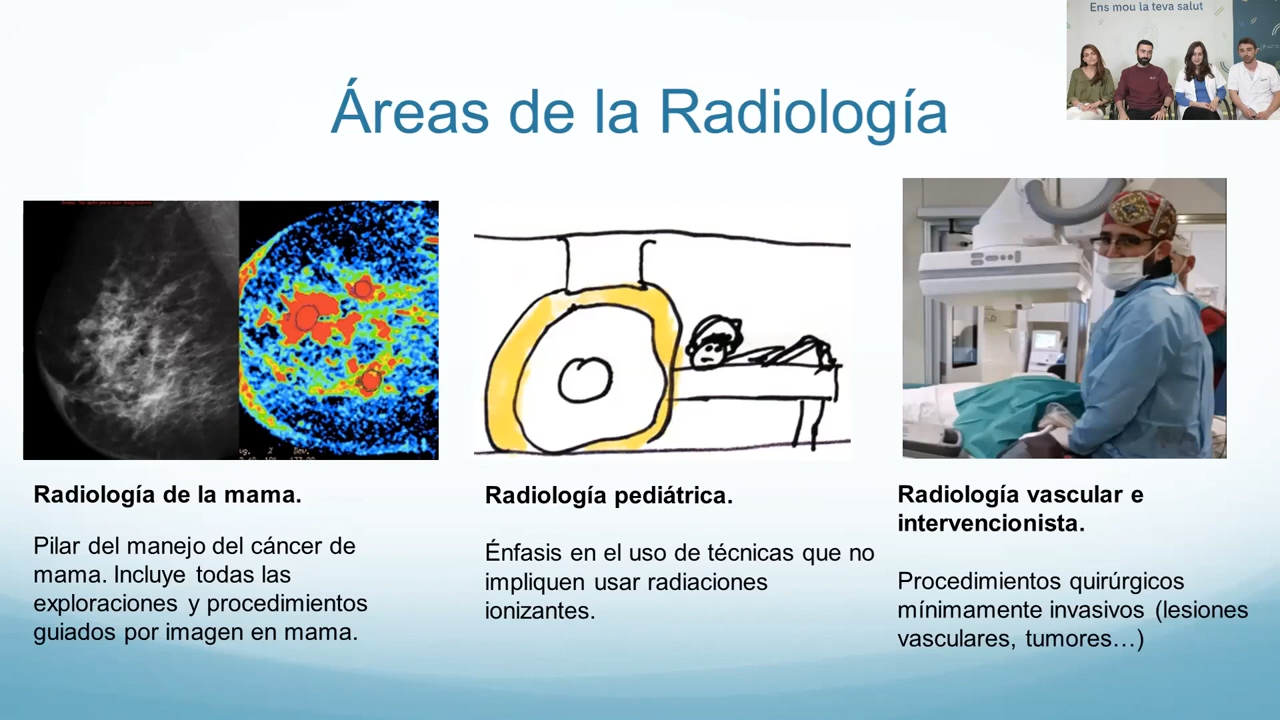 Ens mou la teva salut
Áreas de la Radiología
Radiología de la mama.
Pilar del manejo del cáncer de
mama. Incluye todas las
exploraciones y procedimientos
guiados por imagen en mama.
Radiología pediátrica.
Énfasis en el uso de técnicas que no
impliquen usar radiaciones
ionizantes.
Radiología vascular e
intervencionista.
Procedimientos quirúrgicos
mínimamente invasivos (lesiones
vasculares, tumores…)